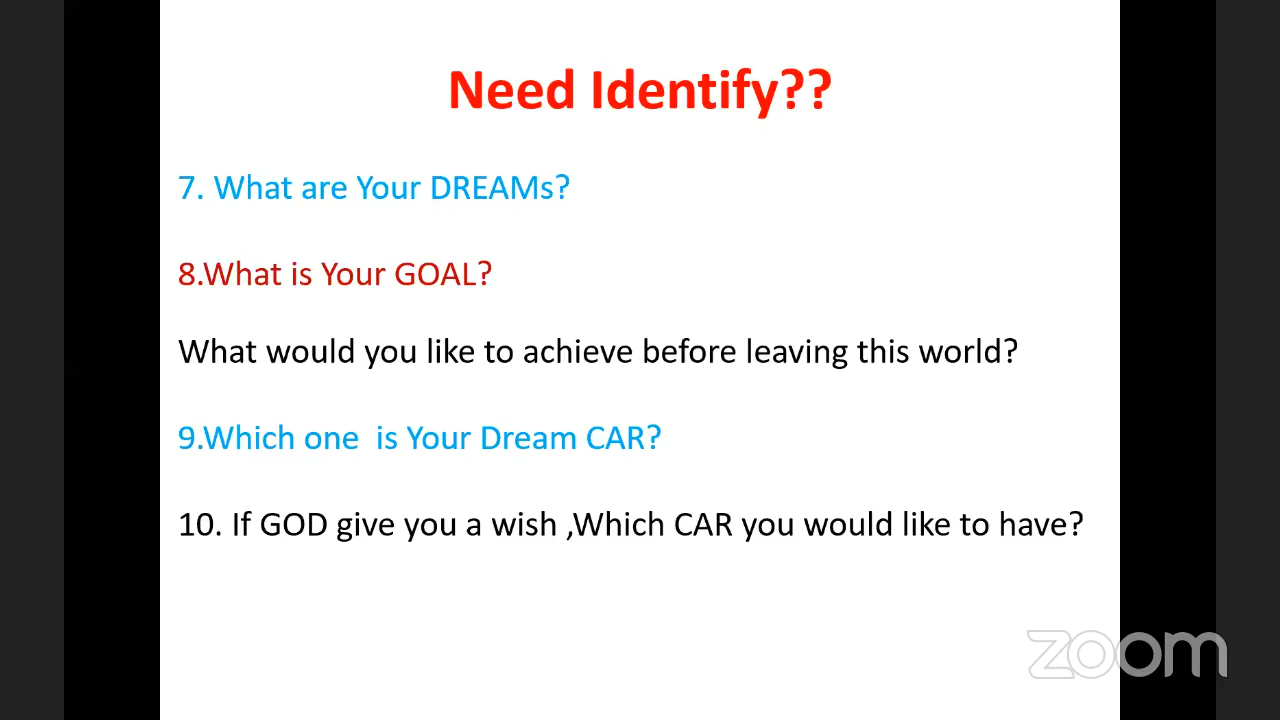 Need Identify??
7. What are Your DREAMs?
8.What is Your GOAL?
What would you like to achieve before leaving this world?
9.Which one  is Your Dream CAR?
10. If GOD give you a wish ,Which CAR you would like to have?
zoom